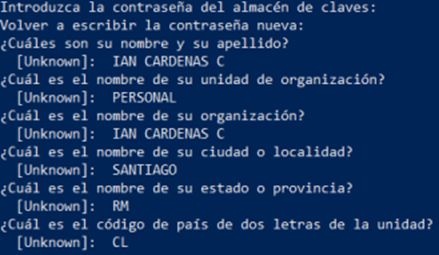 Introduzca la contraseña del almacén de claves:
Volver a escribir la contraseña nueva:
¿Cuáles son su nombre y su apellido?
[Unknown]:  IAN CARDENAS C
¿Cuál es el nombre de su unidad de organización?
[Unknown]:  PERSONAL
¿Cuál es el nombre de su organización?
[Unknown]:  IAN CARDENAS C
¿Cuál es el nombre de su ciudad o localidad?
[Unknown]:  SANTIAGO
¿Cuál es el nombre de su estado o provincia?
[Unknown]:  RM
¿Cuál es el código de país de dos letras de la unidad?
[Unknown]:  CL